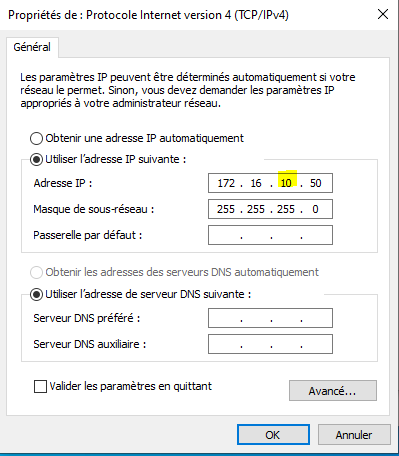 Propriétés de : Protocole Internet version 4 (TCP/IPv4)
Général
Les paramètres IP peuvent être déterminés automatiquement si votre
réseau le permet. Sinon, vous devez demander les paramètres IP
appropriés à votre administrateur réseau.
Obtenir une adresse IP automatiquement
Utiliser l'adresse IP suivante :
Adresse IP : 172 . 16 . 10 . 50
Masque de sous-réseau : 255 . 255 . 255 . 0
Passerelle par défaut : . . .
Obtenir les adresses des serveurs DNS automatiquement
Utiliser l'adresse de serveur DNS suivante :
Serveur DNS préféré : . . .
Serveur DNS auxiliaire : . . .
Valider les paramètres en quittant
Avancé...
OK Annuler